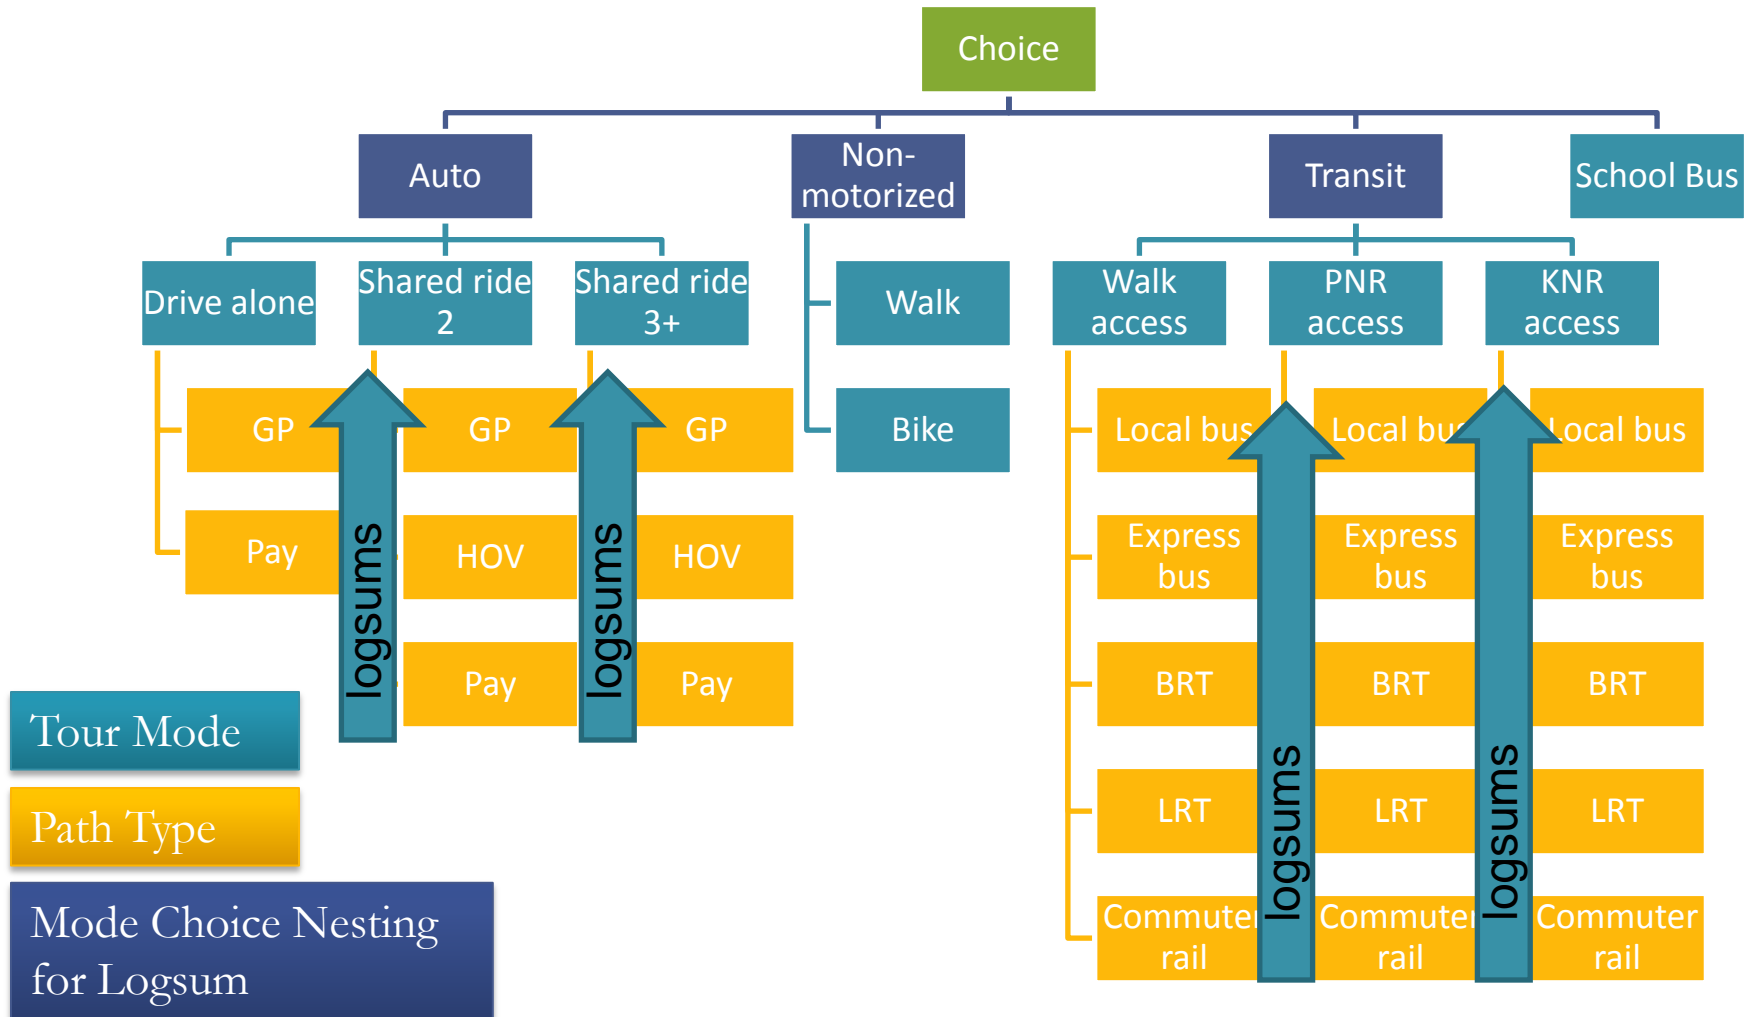 Choice
Auto
Non-
motorized
Transit
School Bus
Drive alone
Shared ride
2
Shared ride
3+
Walk
Walk
access
PNR
access
KNR
access
GP
GP
GP
Bike
Local bus
Local bus
Local bus
Pay
HOV
HOV
Express
bus
Express
bus
Express
bus
Pay
Pay
BRT
BRT
BRT
logsums
logsums
LRT
LRT
LRT
logsums
logsums
Commuter
rail
Commuter
rail
Commuter
rail
Tour Mode
Path Type
Mode Choice Nesting
for Logsum